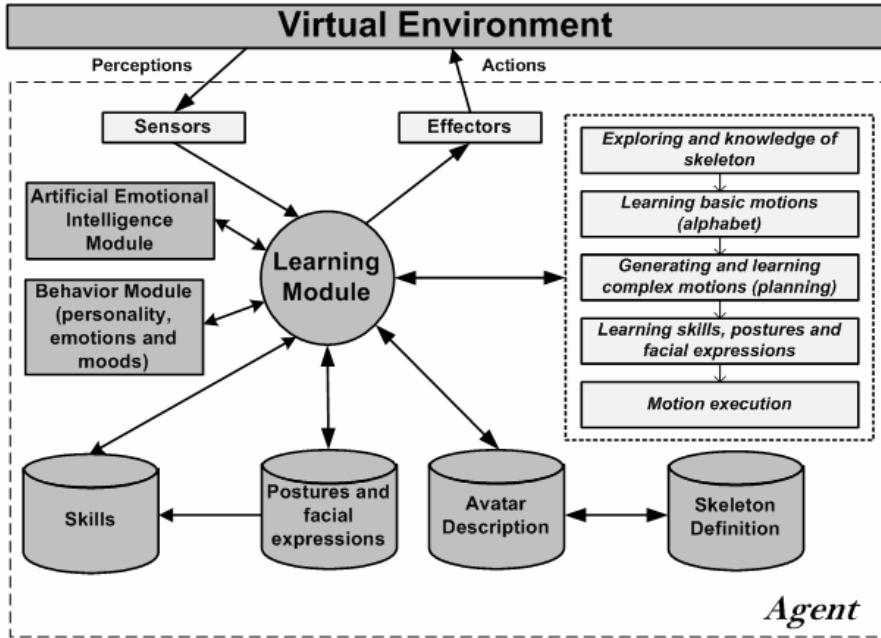 Virtual Environment
Perceptions
Actions
Sensors
Effectors
Artificial Emotional
Intelligence
Module
Behavior Module
(personality,
emotions and
moods)
Learning
Module
Exploring and knowledge of
skeleton
Learning basic motions
(alphabet)
Generating and learning
complex motions (planning)
Learning skills, postures and
facial expressions
Motion execution
Skills
Postures and
facial
expressions
Avatar
Description
Skeleton
Definition
Agent